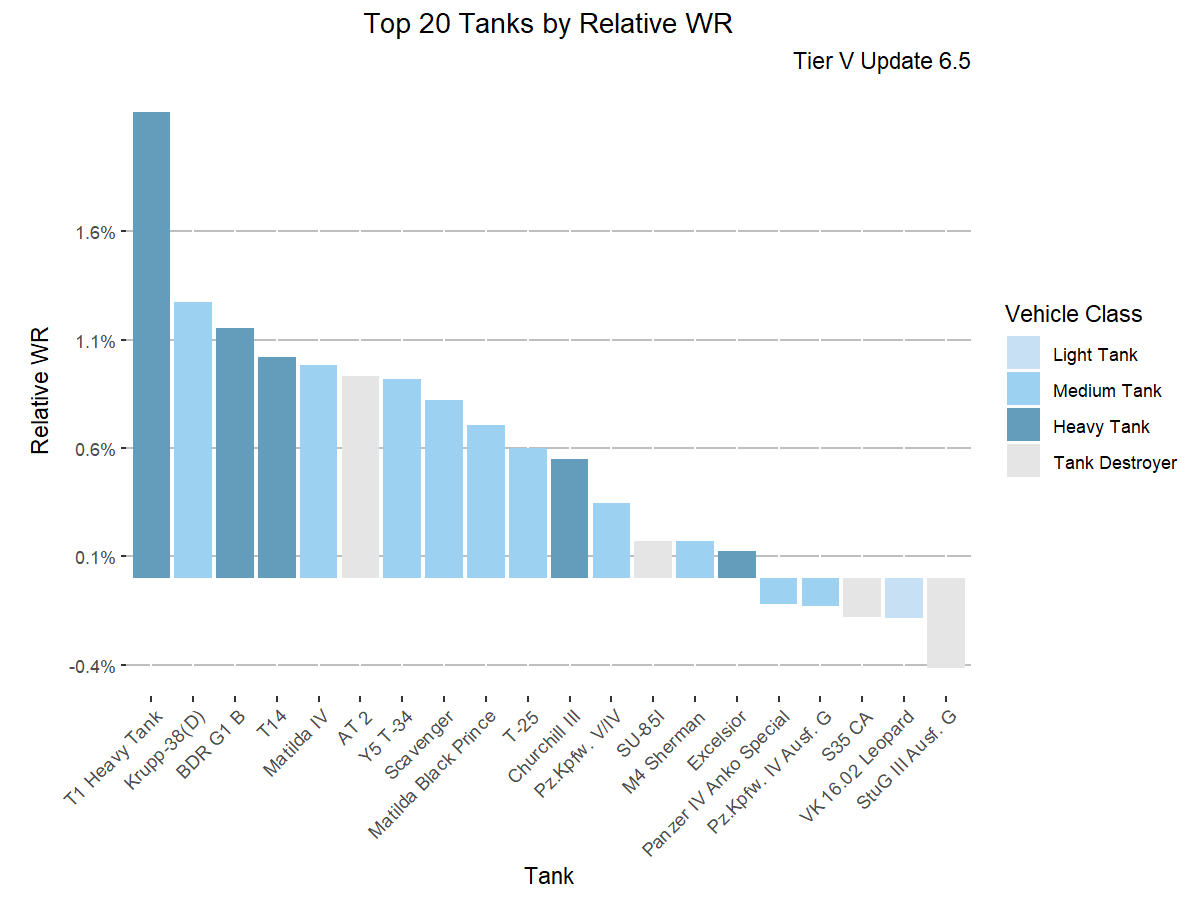 Top 20 Tanks by Relative WR
Tier V Update 6.5
Relative WR
1.6%
1.1%
0.6%
0.1%
-0.4%
T1 Heavy Tank
Krupp-38(D)
BDR G1 B
T14
Matilda IV
AT 2
Y5 T-34
Scavenger
Matilda Black Prince
T-25
Churchill III
Pz.Kpfw. V/IV
SU-85I
M4 Sherman
Excelsior
Panzer IV Anko Special
Pz.Kpfw. IV Ausf. G
S35 CA
VK 16.02 Leopard
StuG III Ausf. G
Tank
Vehicle Class
Light Tank
Medium Tank
Heavy Tank
Tank Destroyer